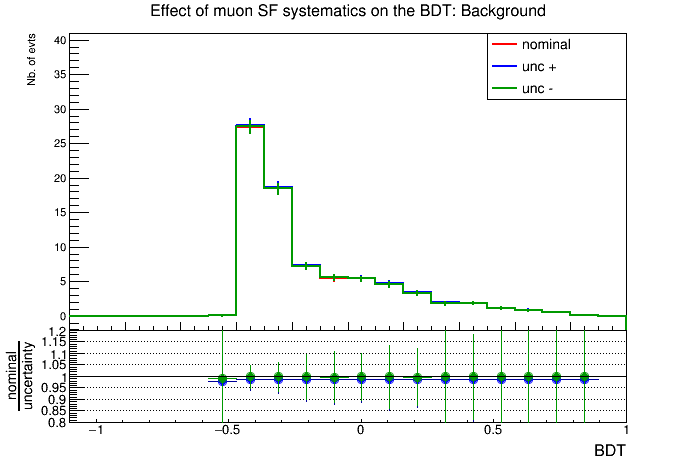 Effect of muon SF systematics on the BDT: Background
Nb. of evts
40
35
30
25
20
15
10
5
0
nominal
unc +
unc -
nominal
uncertainty
1.2
1.15
1.1
1.05
1
0.95
0.9
0.85
0.8
−1 −0.5 0 0.5 1
BDT